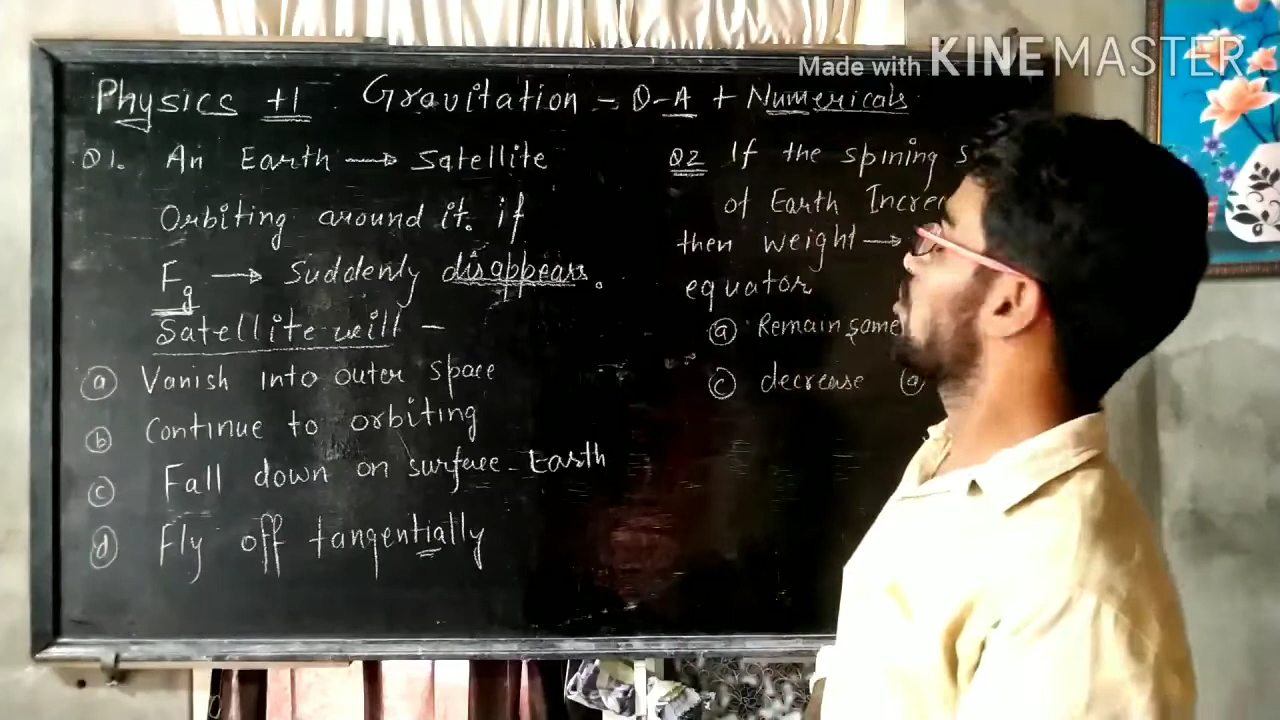 Made with KINEMASTER
Physics +1 Gravitation - Q-A + Numericals
Q1. An Earth → Satellite
Orbiting around it. if
Fg → Suddenly disappears.
Satellite will -
(a) Vanish into outer space
(b) Continue to orbiting
(c) Fall down on surface - Earth
(d) Fly off tangentially
Q2 If the spining S
of Earth Incre
then weight →
equator
(a) Remain same
(c) decrease (a)